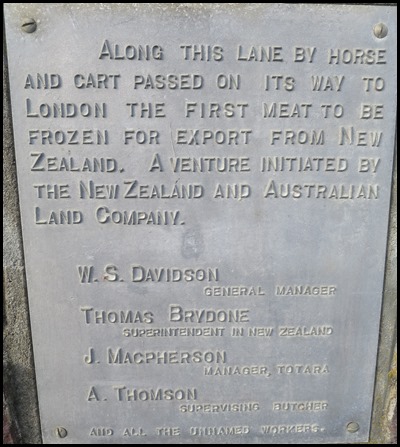 ALONG THIS LANE BY HORSE
AND CART PASSED ON ITS WAY TO
LONDON THE FIRST MEAT TO BE
FROZEN FOR EXPORT FROM NEW
ZEALAND. A VENTURE INITIATED BY
THE NEW ZEALAND AND AUSTRALIAN
LAND COMPANY.
W. S. DAVIDSON
GENERAL MANAGER
THOMAS BRYDONE
SUPERINTENDENT IN NEW ZEALAND
J. MACPHERSON
MANAGER, TOTARA
A. THOMSON
SUPERVISING BUTCHER
AND ALL THE UNNAMED WORKERS.